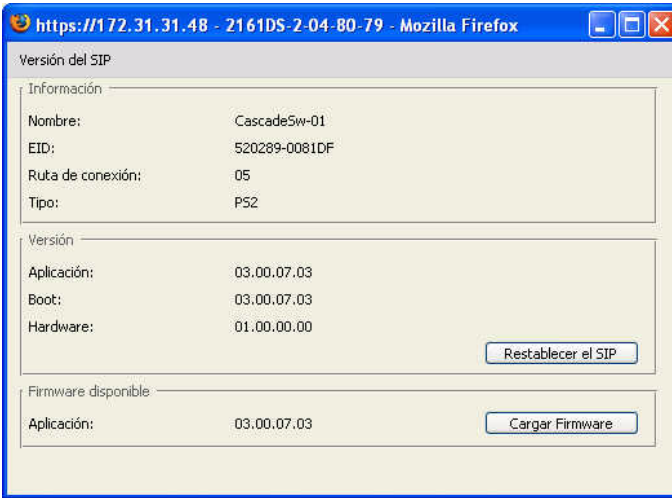 https://172.31.31.48 - 2161DS-2-04-80-79 - Mozilla Firefox
Versión del SIP
Información
Nombre: CascadeSw-01
EID: 520289-0081DF
Ruta de conexión: 05
Tipo: PS2
Versión
Aplicación: 03.00.07.03
Boot: 03.00.07.03
Hardware: 01.00.00.00
Restablecer el SIP
Firmware disponible
Aplicación: 03.00.07.03 Cargar Firmware